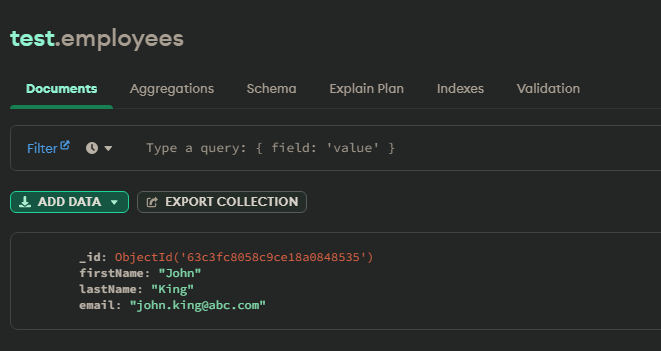 test.employees
Documents Aggregations Schema Explain Plan Indexes Validation
Filter Type a query: { field: 'value' }
ADD DATA EXPORT COLLECTION
_id: ObjectId('63c3fc8058c9ce18a0848535')
firstName: "John"
lastName: "King"
email: "john.king@abc.com"